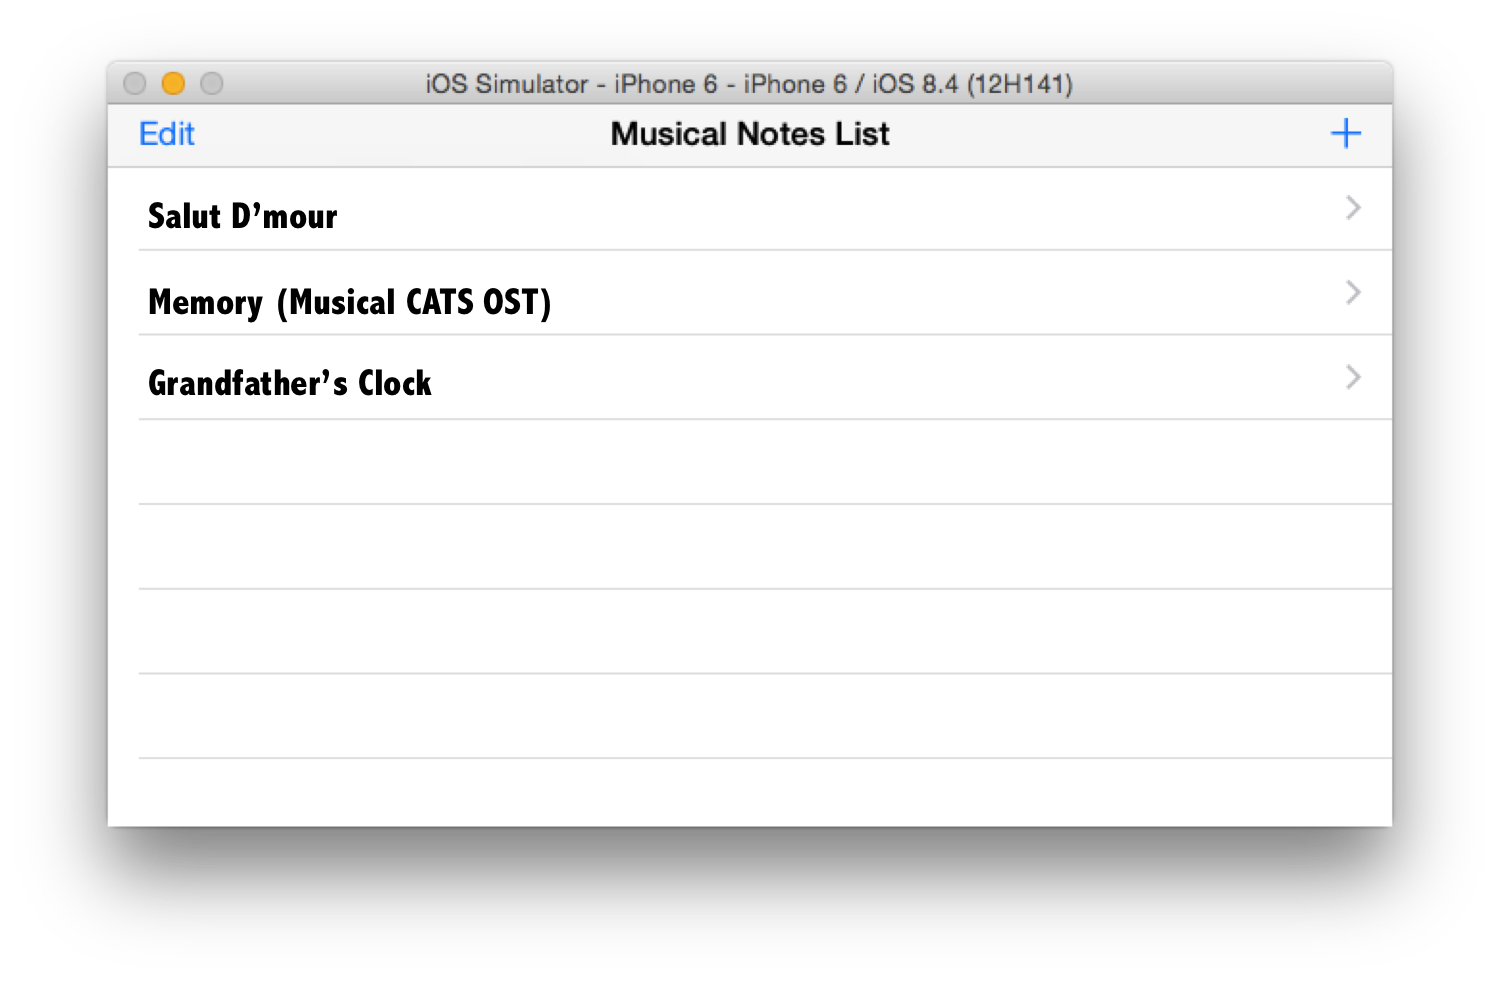 iOS Simulator - iPhone 6 - iPhone 6 / iOS 8.4 (12H141)
Edit Musical Notes List +
Salut D’mour
Memory (Musical CATS OST)
Grandfather’s Clock